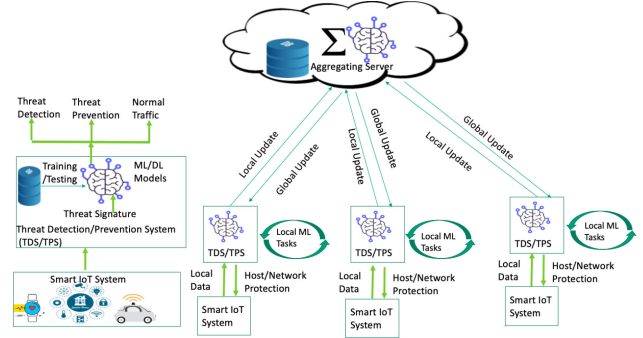 Σ
Aggregating Server
Threat
Detection
Threat
Prevention
Normal
Traffic
Training
/Testing
ML/DL
Models
Threat Signature
Threat Detection/Prevention System
(TDS/TPS)
Smart IoT System
Local Update
Global Update
Global Update
Local Update
Global Update
Local Update
TDS/TPS
Local ML
Tasks
Local
Data
Host/Network
Protection
Smart IoT
System
TDS/TPS
Local ML
Tasks
Local
Data
Host/Network
Protection
Smart IoT
System
TDS/TPS
Local ML
Tasks
Local
Data
Host/Network
Protection
Smart IoT
System